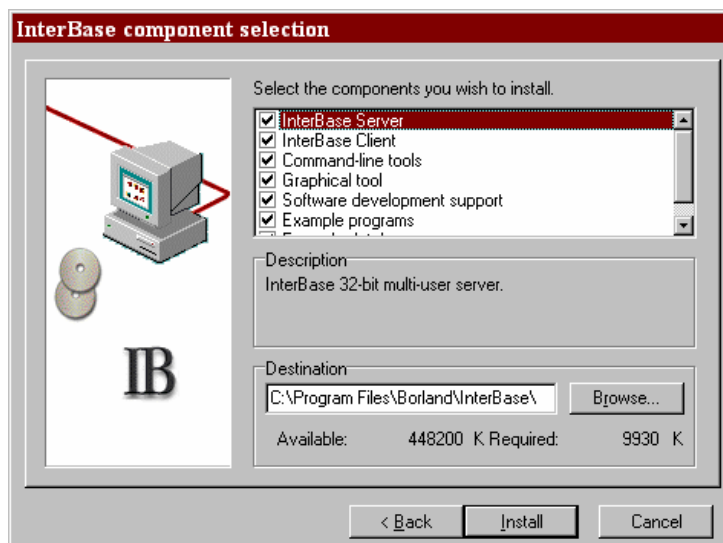 InterBase component selection
Select the components you wish to install.
InterBase Server
InterBase Client
Command-line tools
Graphical tool
Software development support
Example programs
Description
InterBase 32-bit multi-user server.
IB
Destination
C:\Program Files\Borland\InterBase\
Browse...
Available: 448200 K Required: 9930 K
< Back
Install
Cancel